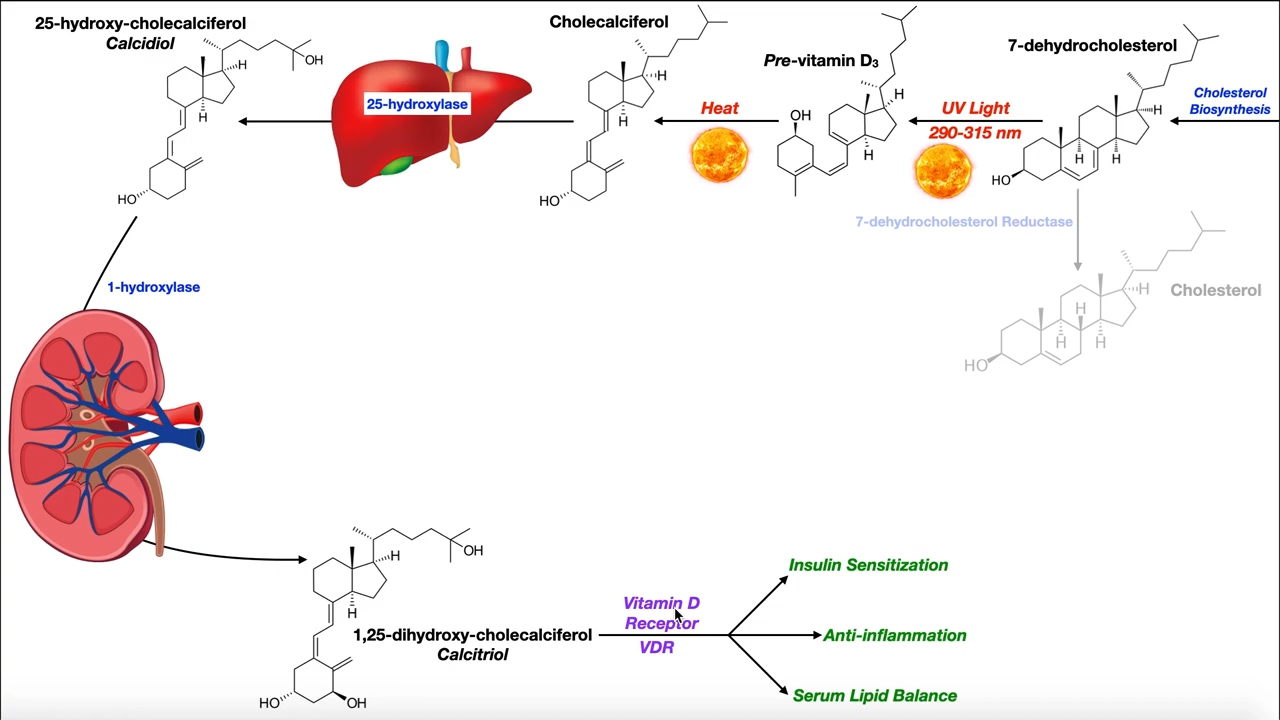 25-hydroxy-cholecalciferol
Calcidiol
OH
H
H
HO
25-hydroxylase
Cholecalciferol
H
H
HO
Heat
Pre-vitamin D3
OH
H
H
UV Light
290-315 nm
7-dehydrocholesterol
H
H
H
HO
Cholesterol
Biosynthesis
7-dehydrocholesterol Reductase
Cholesterol
H
H
H
H
HO
1-hydroxylase
OH
H
H
HO
OH
1,25-dihydroxy-cholecalciferol
Calcitriol
Vitamin D
Receptor
VDR
Insulin Sensitization
Anti-inflammation
Serum Lipid Balance